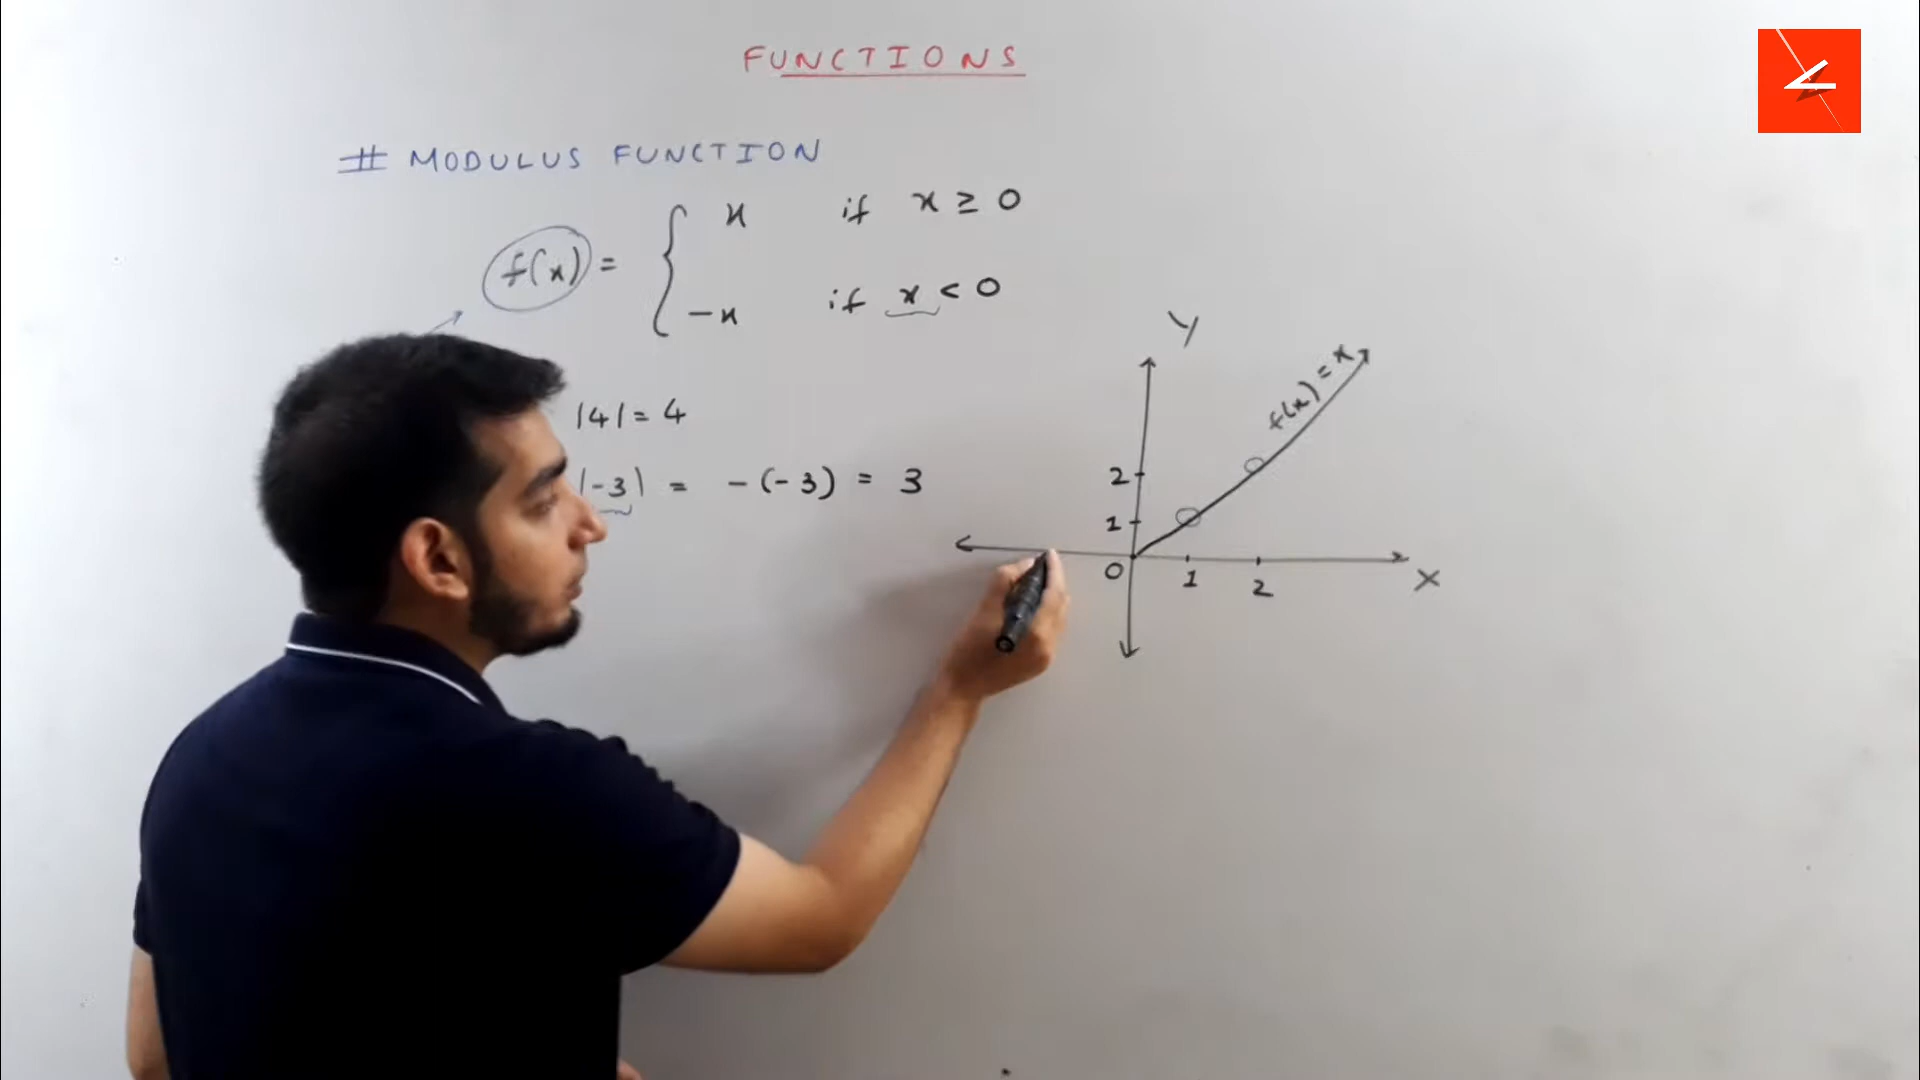 FUNCTIONS
# MODULUS FUNCTION
f(x) = { x if x ≥ 0
-x if x < 0
|4| = 4
|-3| = -(-3) = 3
Y
f(x) = x
2
1
0 1 2 X